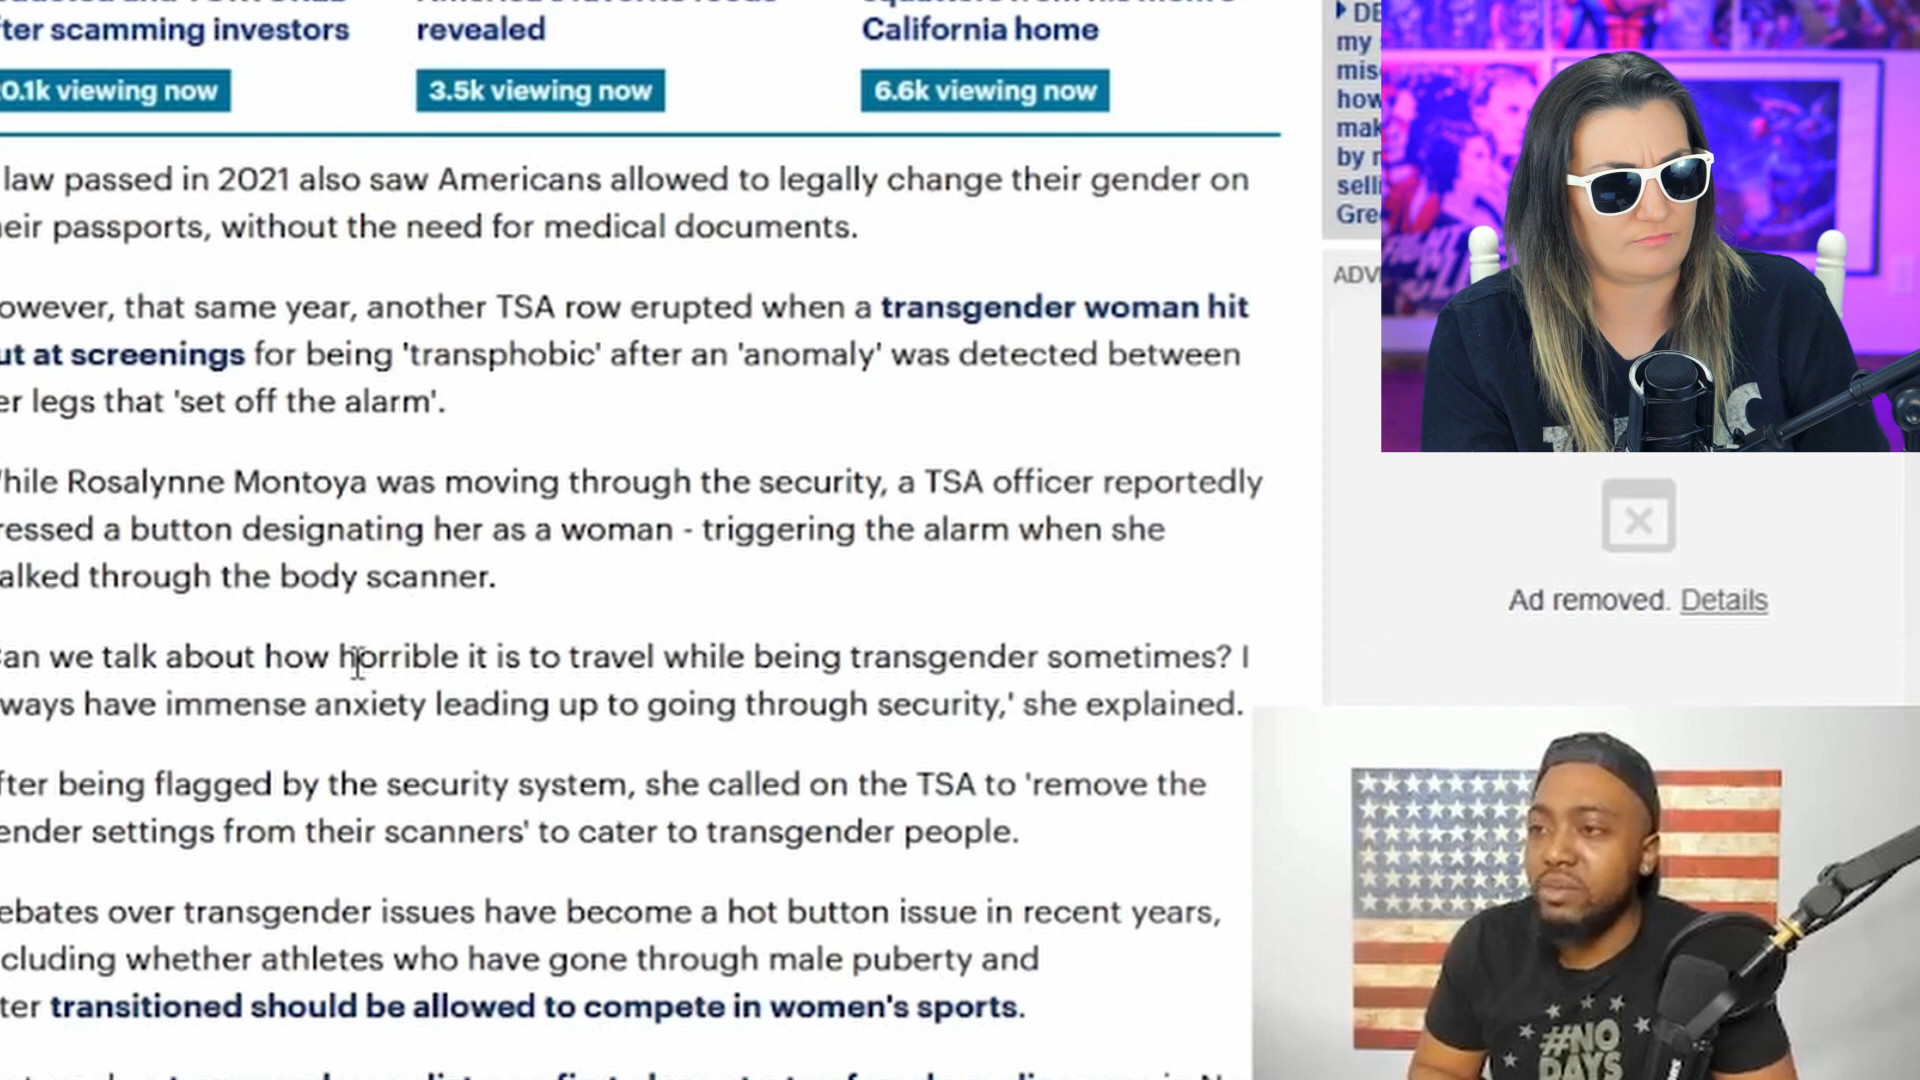 fter scamming investors
revealed
California home
0.1k viewing now
3.5k viewing now
6.6k viewing now
law passed in 2021 also saw Americans allowed to legally change their gender on
eir passports, without the need for medical documents.
owever, that same year, another TSA row erupted when a transgender woman hit
ut at screenings for being 'transphobic' after an 'anomaly' was detected between
er legs that 'set off the alarm'.
hile Rosalynne Montoya was moving through the security, a TSA officer reportedly
ressed a button designating her as a woman - triggering the alarm when she
alked through the body scanner.
an we talk about how horrible it is to travel while being transgender sometimes? I
ways have immense anxiety leading up to going through security,' she explained.
fter being flagged by the security system, she called on the TSA to 'remove the
ender settings from their scanners' to cater to transgender people.
ebates over transgender issues have become a hot button issue in recent years,
cluding whether athletes who have gone through male puberty and
ter transitioned should be allowed to compete in women's sports.
DE
my
mis
how
mak
by r
selli
Gre
ADV
Ad removed. Details
#NO
DAYS